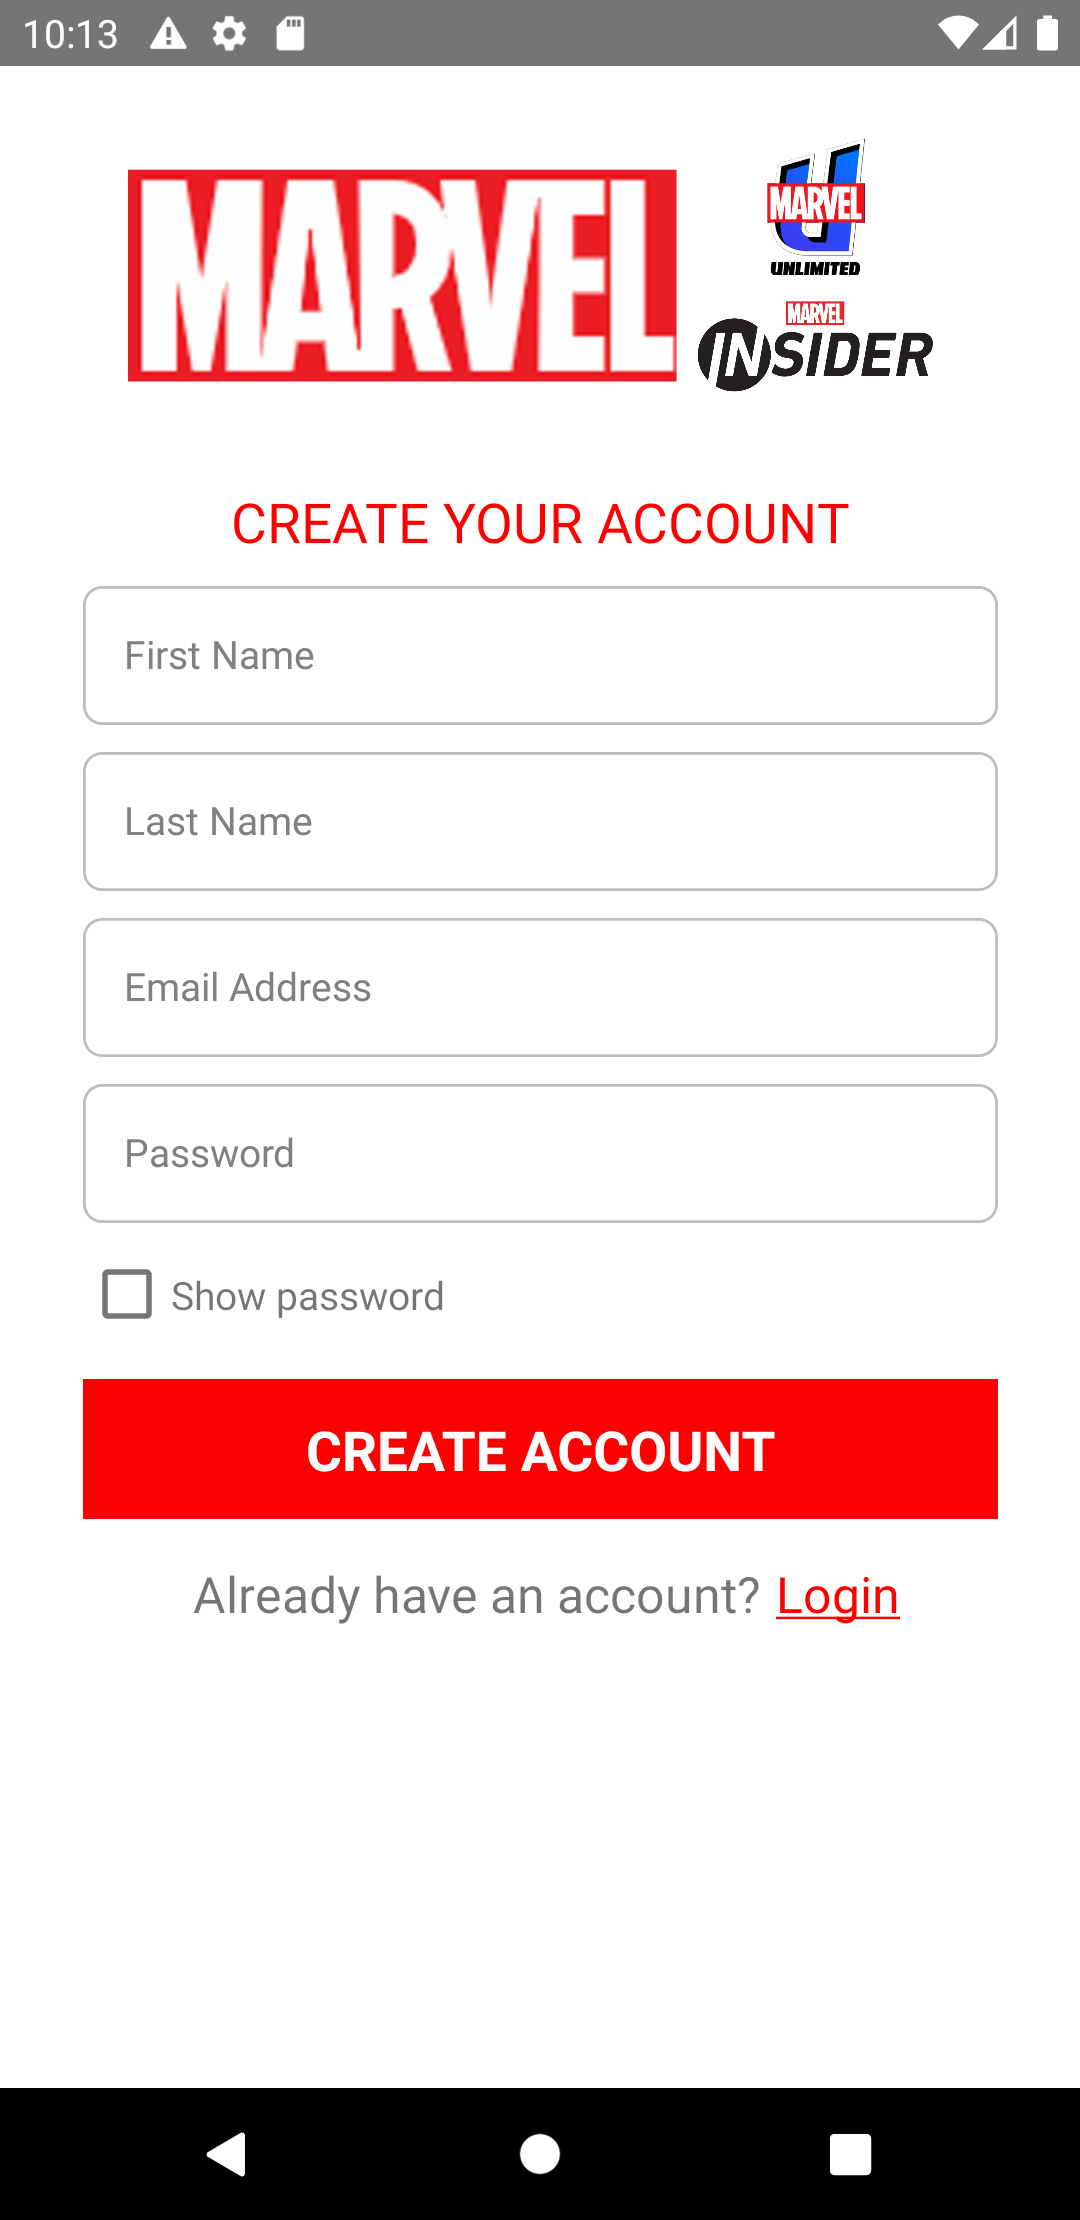 10:13
MARVEL
MARVEL
UNLIMITED
MARVEL
INSIDER
CREATE YOUR ACCOUNT
First Name
Last Name
Email Address
Password
Show password
CREATE ACCOUNT
Already have an account? Login